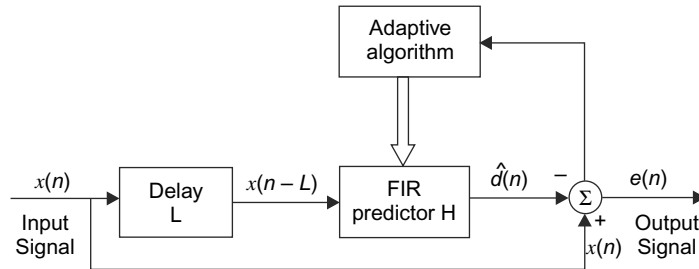 Adaptive
algorithm
x(n)
Delay
L
x(n – L)
FIR
predictor H
d̂(n)
–
Σ
+
e(n)
Input
Signal
x(n)
Output
Signal